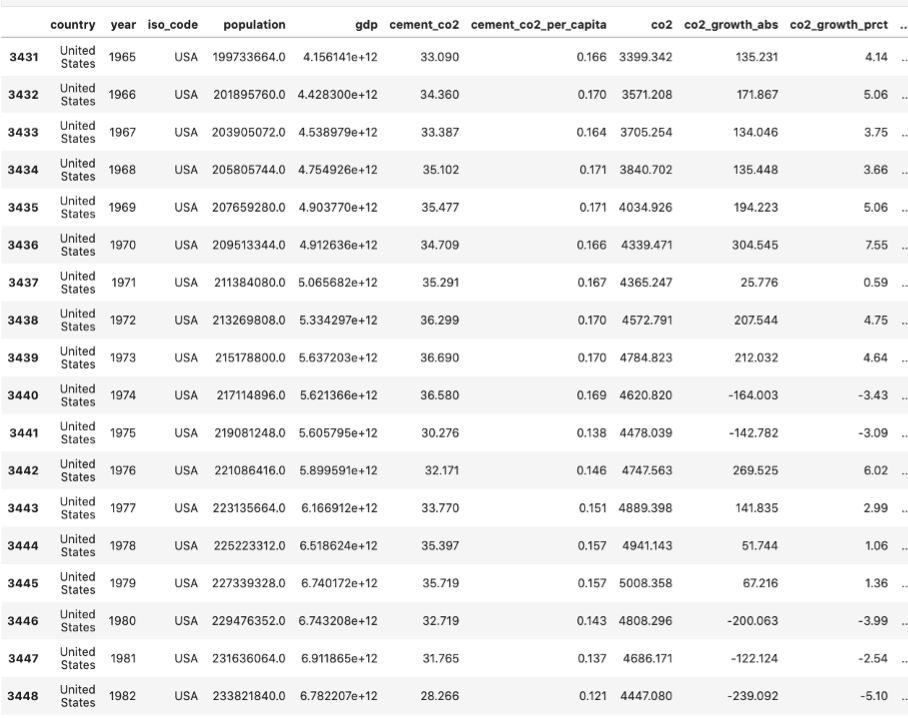 country year iso_code population gdp cement_co2 cement_co2_per_capita co2 co2_growth_abs co2_growth_prct ..
3431 United States 1965 USA 199733664.0 4.156141e+12 33.090 0.166 3399.342 135.231 4.14 ..
3432 United States 1966 USA 201895760.0 4.428300e+12 34.360 0.170 3571.208 171.867 5.06 ..
3433 United States 1967 USA 203905072.0 4.538979e+12 33.387 0.164 3705.254 134.046 3.75 ..
3434 United States 1968 USA 205805744.0 4.754926e+12 35.102 0.171 3840.702 135.448 3.66 ..
3435 United States 1969 USA 207659280.0 4.903770e+12 35.477 0.171 4034.926 194.223 5.06 ..
3436 United States 1970 USA 209513344.0 4.912636e+12 34.709 0.166 4339.471 304.545 7.55 ..
3437 United States 1971 USA 211384080.0 5.065682e+12 35.291 0.167 4365.247 25.776 0.59 ..
3438 United States 1972 USA 213269808.0 5.334297e+12 36.299 0.170 4572.791 207.544 4.75 ..
3439 United States 1973 USA 215178800.0 5.637203e+12 36.690 0.170 4784.823 212.032 4.64 ..
3440 United States 1974 USA 217114896.0 5.621366e+12 36.580 0.169 4620.820 -164.003 -3.43 ..
3441 United States 1975 USA 219081248.0 5.605795e+12 30.276 0.138 4478.039 -142.782 -3.09 ..
3442 United States 1976 USA 221086416.0 5.899591e+12 32.171 0.146 4747.563 269.525 6.02 ..
3443 United States 1977 USA 223135664.0 6.166912e+12 33.770 0.151 4889.398 141.835 2.99 ..
3444 United States 1978 USA 225223312.0 6.518624e+12 35.397 0.157 4941.143 51.744 1.06 ..
3445 United States 1979 USA 227339328.0 6.740172e+12 35.719 0.157 5008.358 67.216 1.36 ..
3446 United States 1980 USA 229476352.0 6.743208e+12 32.719 0.143 4808.296 -200.063 -3.99 ..
3447 United States 1981 USA 231636064.0 6.911865e+12 31.765 0.137 4686.171 -122.124 -2.54 ..
3448 United States 1982 USA 233821840.0 6.782207e+12 28.266 0.121 4447.080 -239.092 -5.10 ..